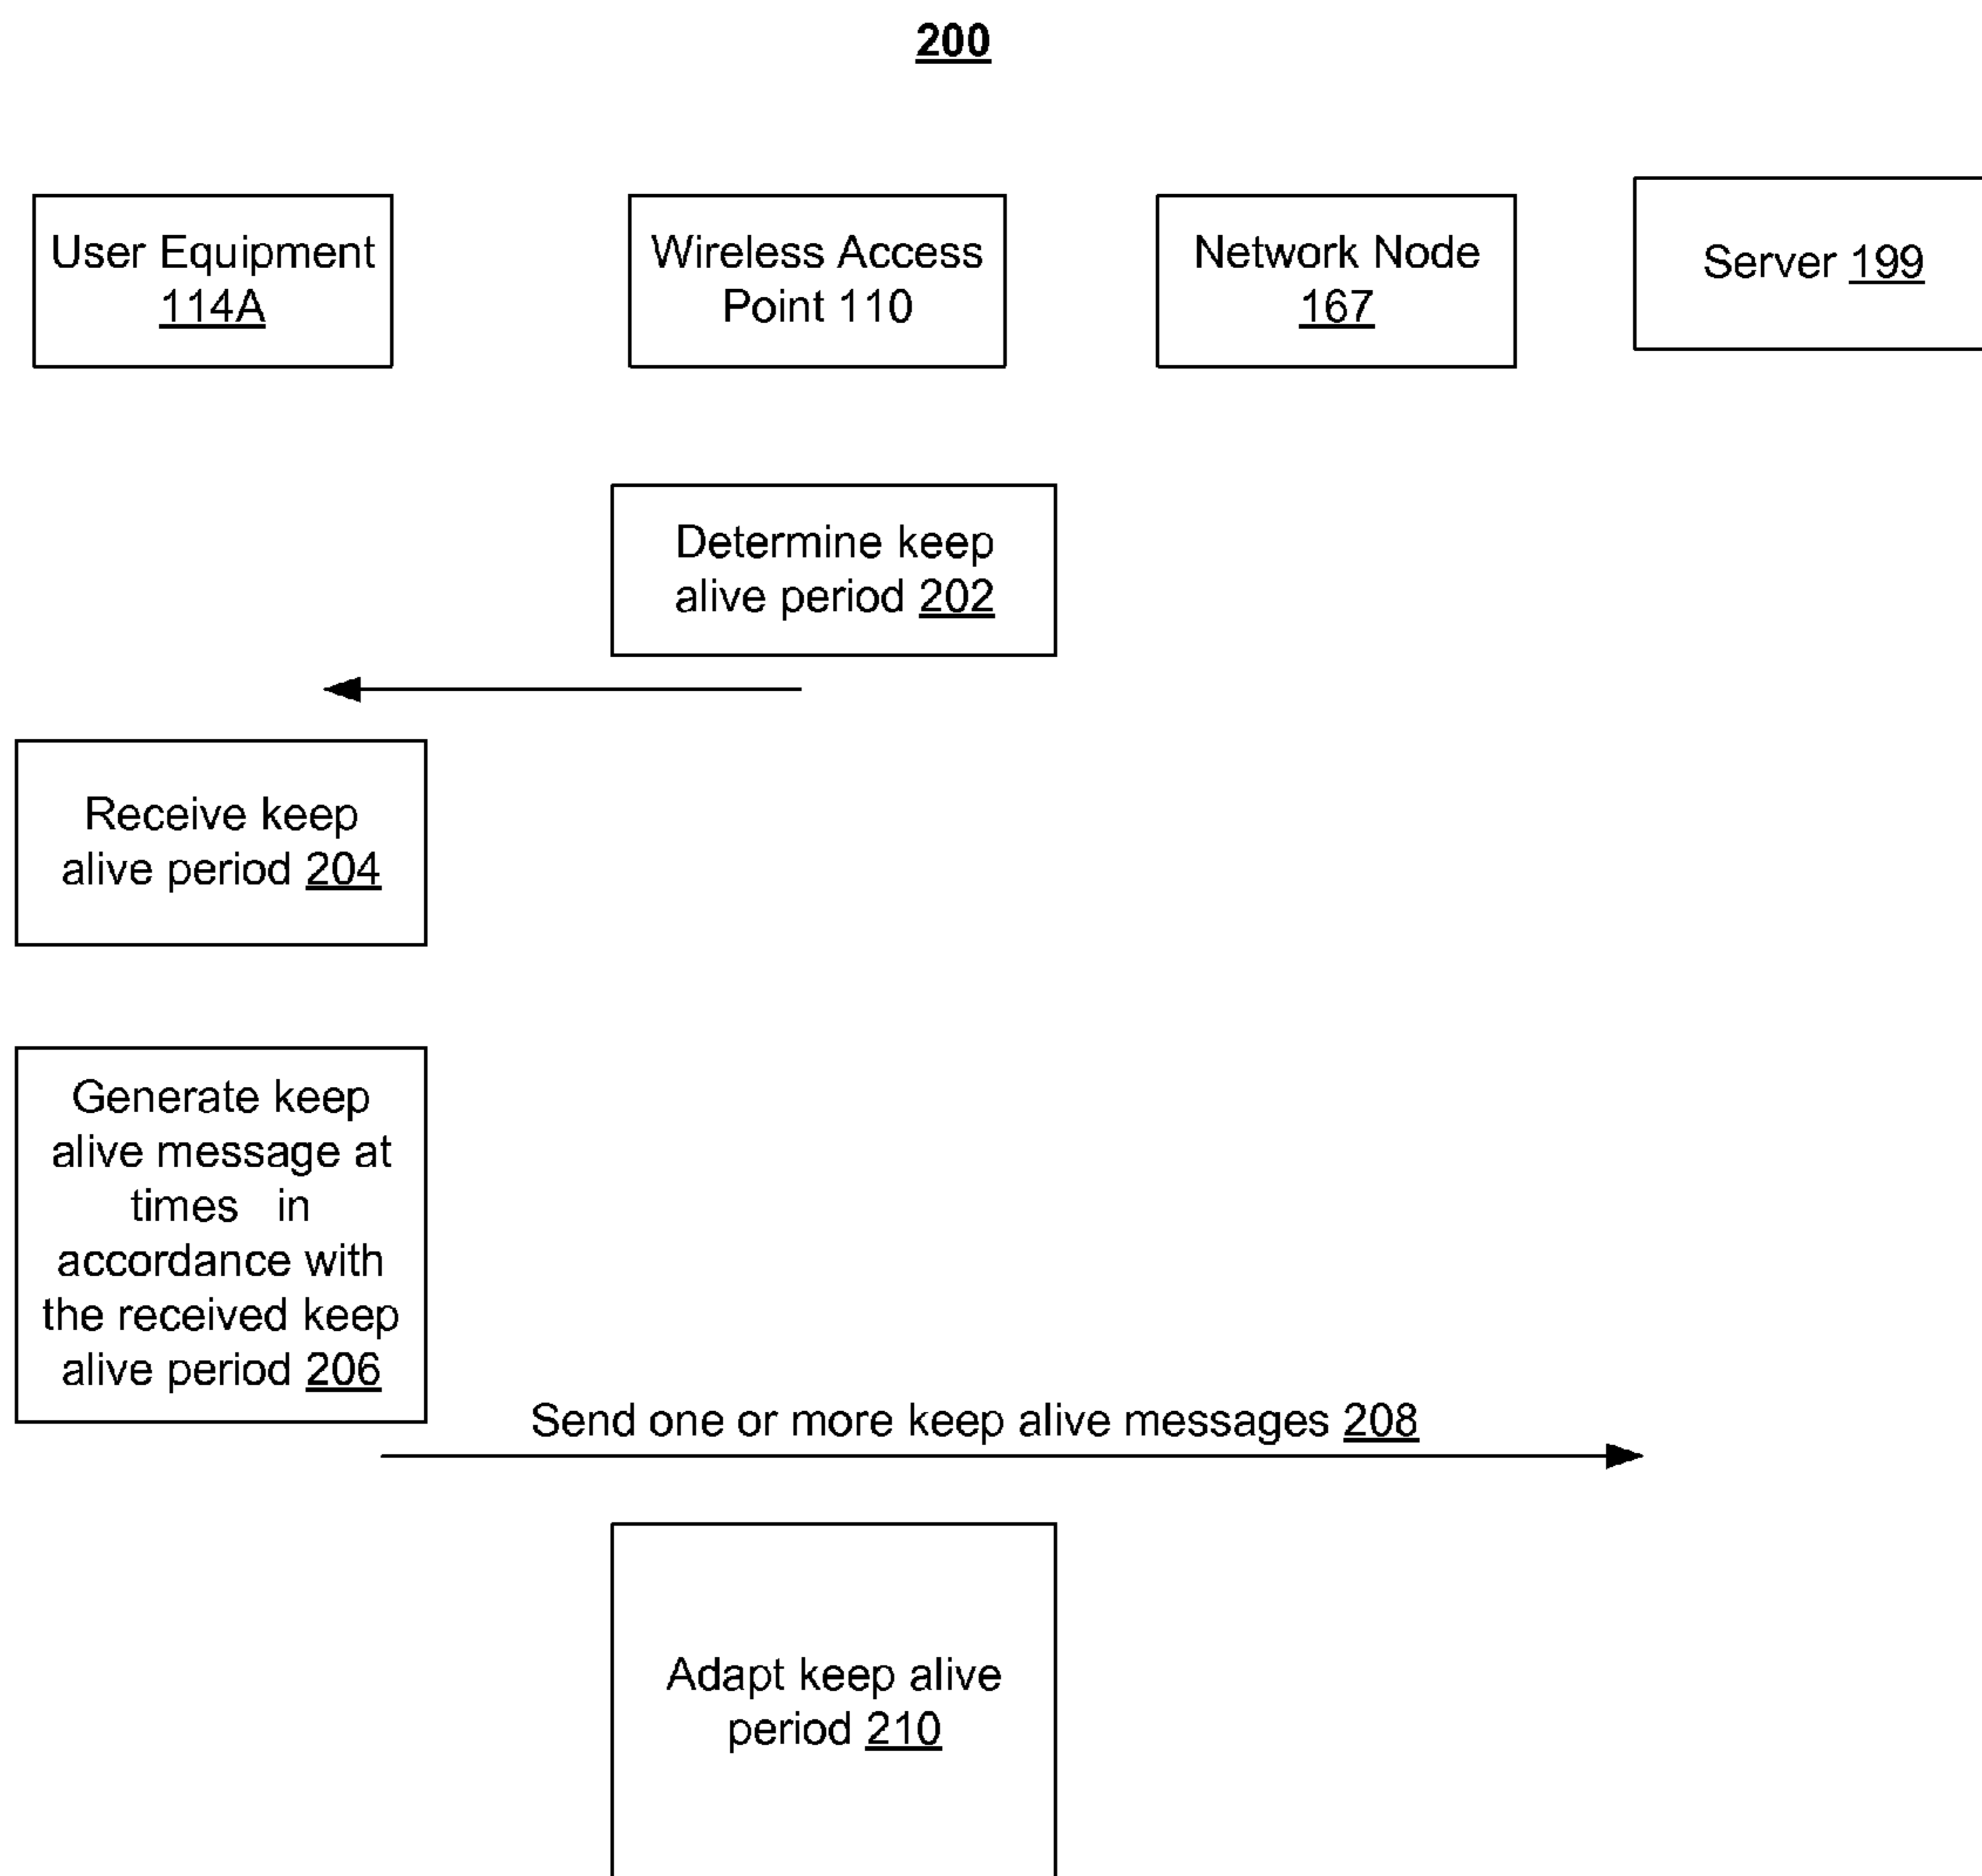 200
User Equipment
114A
Wireless Access
Point 110
Network Node
167
Server 199
Determine keep
alive period 202
Receive keep
alive period 204
Generate keep
alive message at
times in
accordance with
the received keep
alive period 206
Send one or more keep alive messages 208
Adapt keep alive
period 210